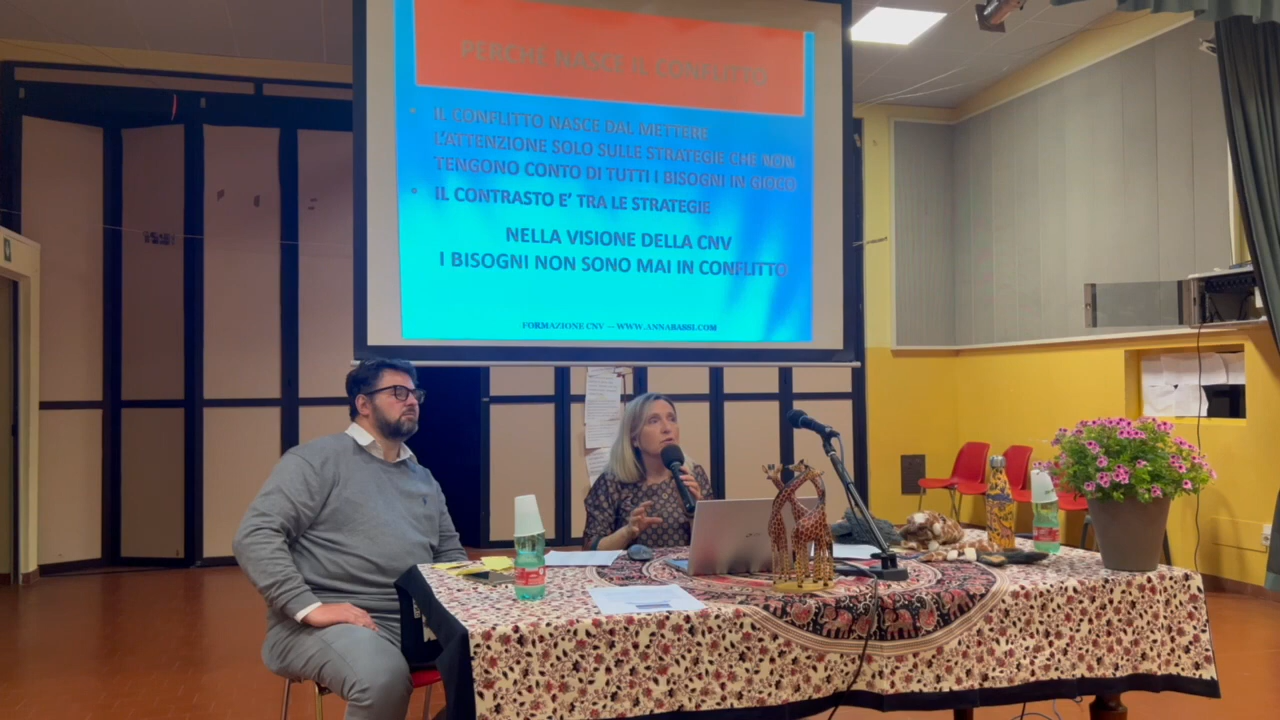 PERCHE' NASCE IL CONFLITTO
• IL CONFLITTO NASCE DAL METTERE
L'ATTENZIONE SOLO SULLE STRATEGIE CHE NON
TENGONO CONTO DI TUTTI I BISOGNI IN GIOCO
• IL CONTRASTO E' TRA LE STRATEGIE
NELLA VISIONE DELLA CNV
I BISOGNI NON SONO MAI IN CONFLITTO
FORMAZIONE CNV — WWW.ANNABASSI.COM